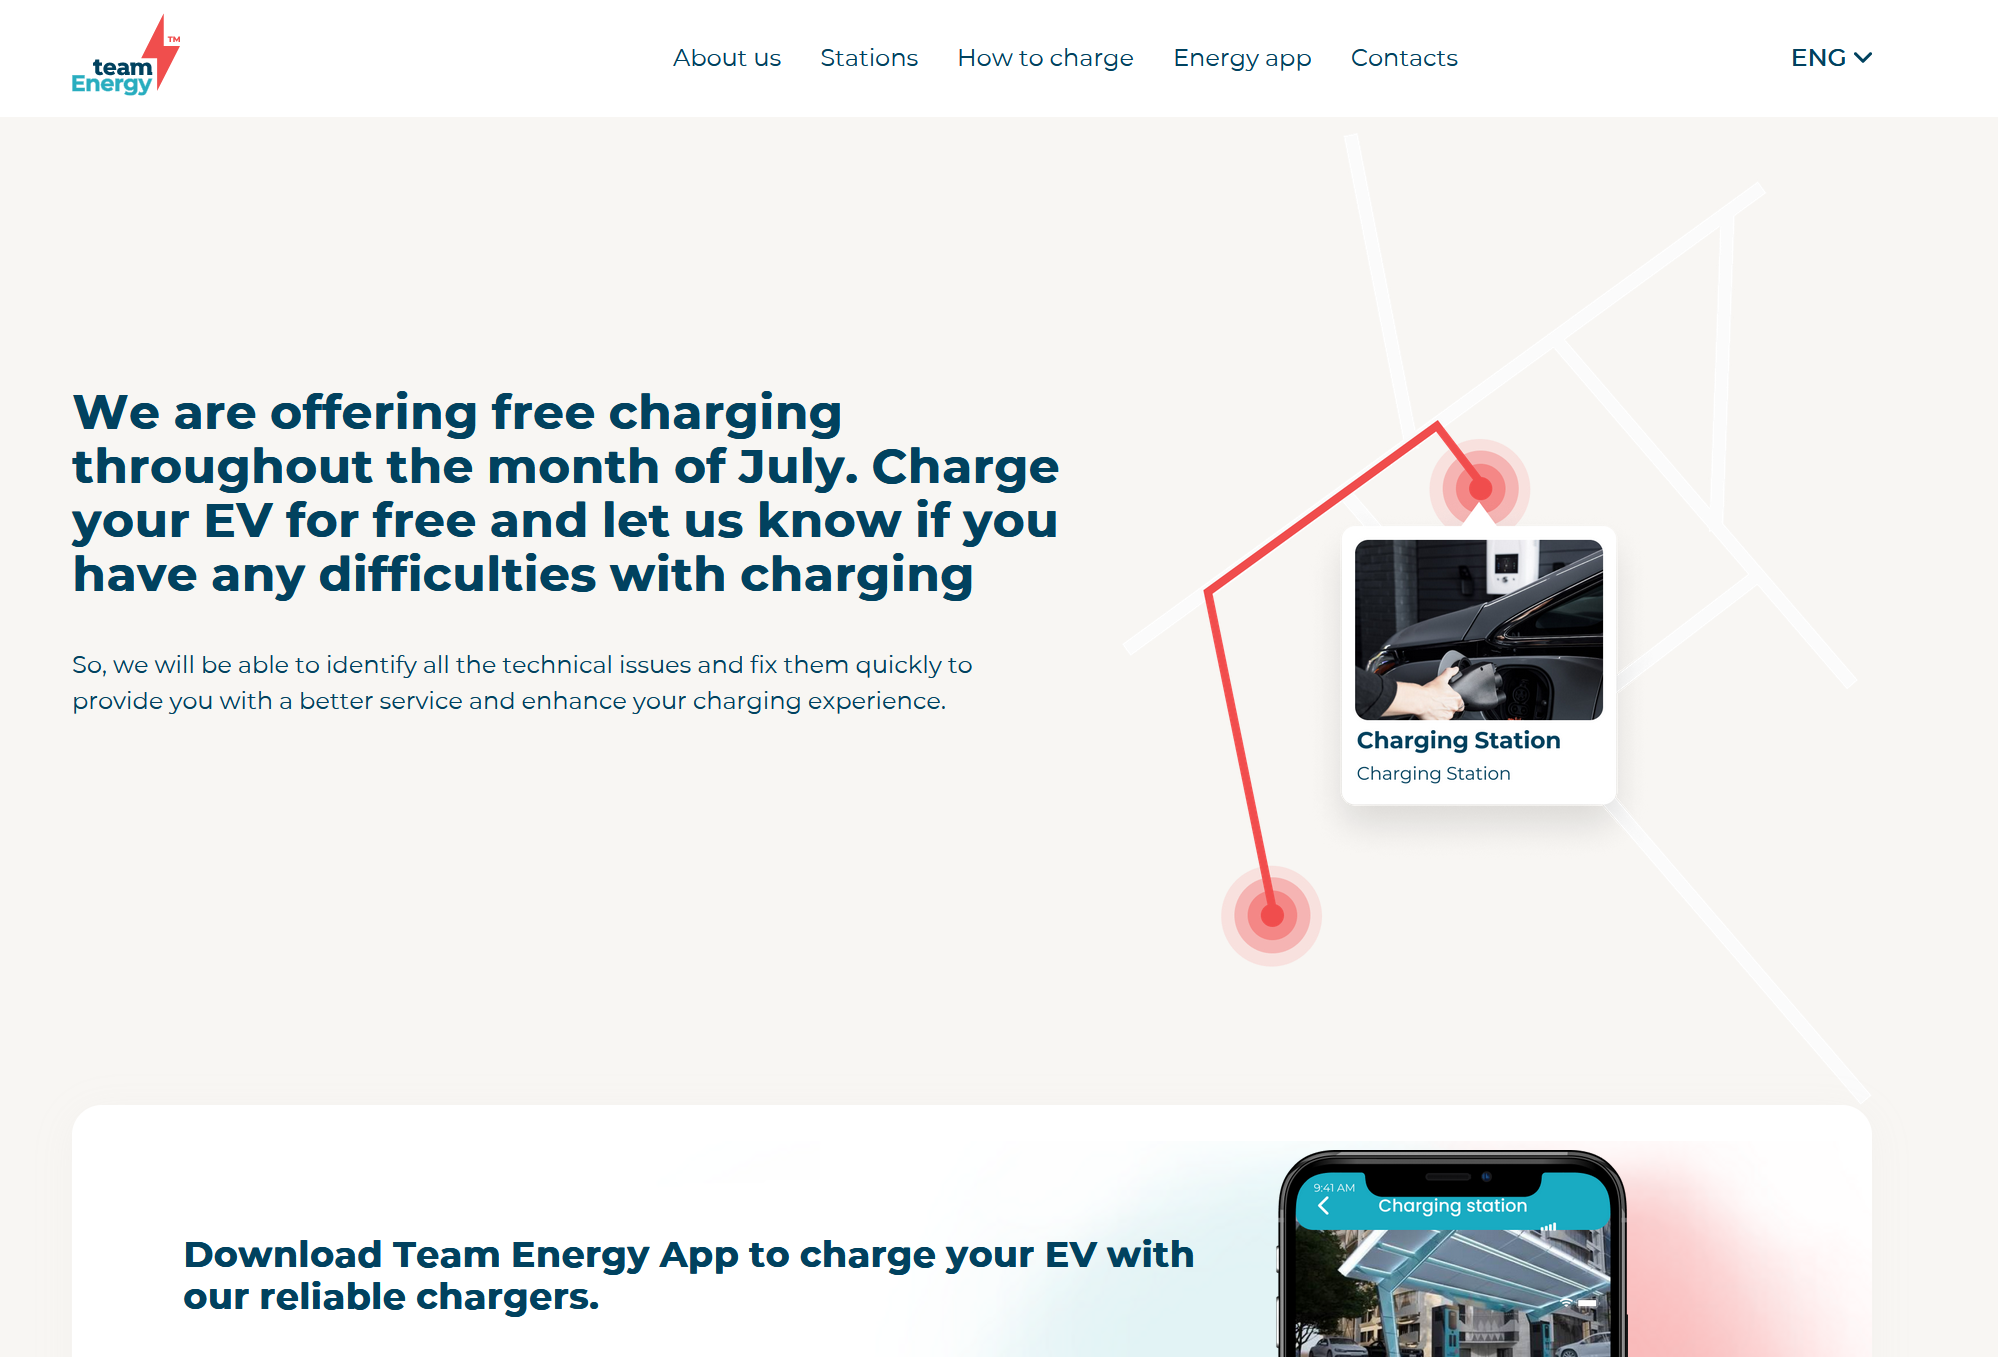 team
Energy
TM
About us
Stations
How to charge
Energy app
Contacts
ENG
We are offering free charging
throughout the month of July. Charge
your EV for free and let us know if you
have any difficulties with charging
So, we will be able to identify all the technical issues and fix them quickly to
provide you with a better service and enhance your charging experience.
Charging Station
Charging Station
Download Team Energy App to charge your EV with
our reliable chargers.
9:41 AM
Charging station